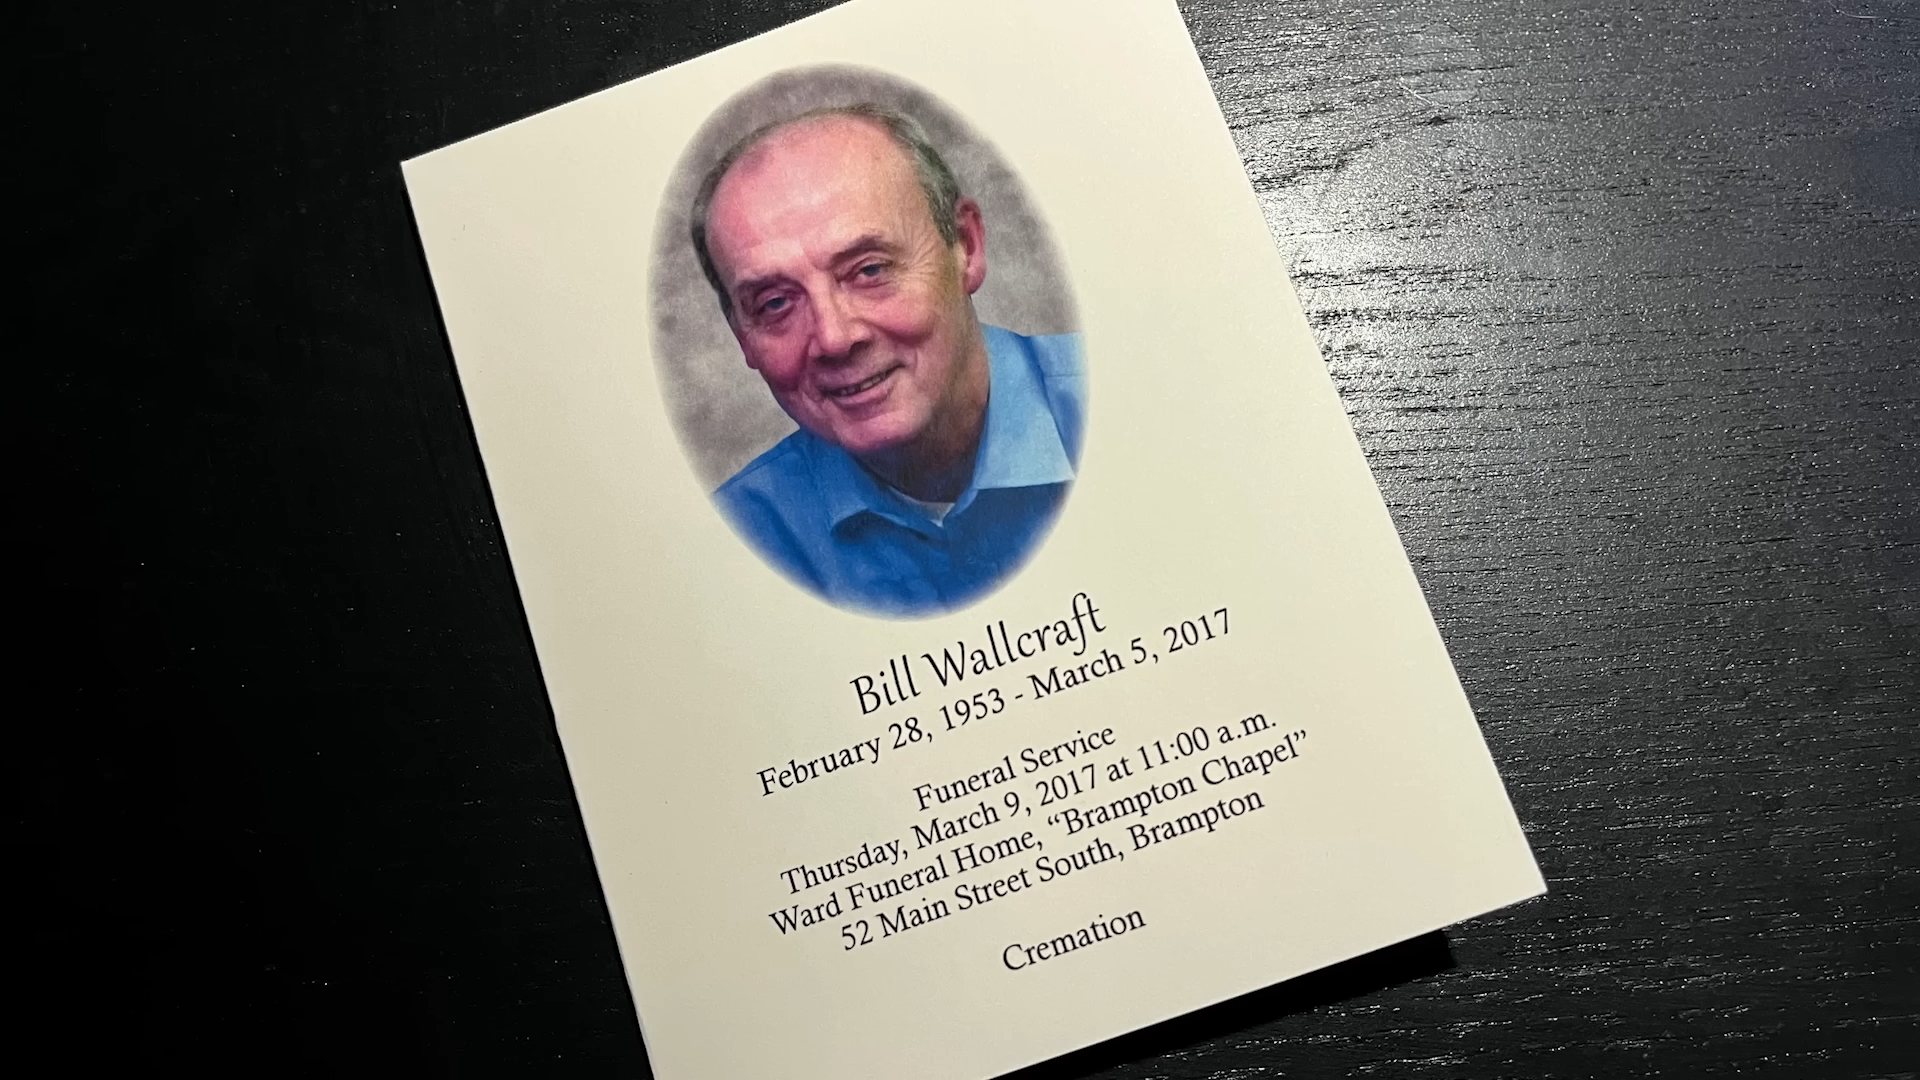 Bill Wallcraft
February 28, 1953 - March 5, 2017
Funeral Service
Thursday, March 9, 2017 at 11:00 a.m.
Ward Funeral Home, “Brampton Chapel”
52 Main Street South, Brampton
Cremation